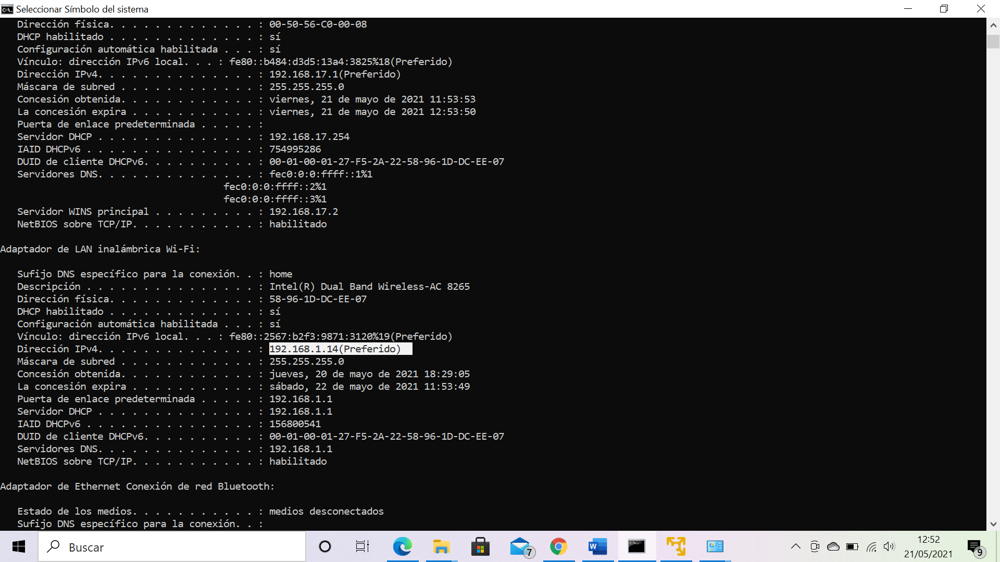 Seleccionar Símbolo del sistema
Dirección física. . . . . . . . . . . . . : 00-50-56-C0-00-08
DHCP habilitado . . . . . . . . . . . . . : sí
Configuración automática habilitada . . . : sí
Vínculo: dirección IPv6 local. . . : fe80::b484:d3d5:13a4:3825%18(Preferido)
Dirección IPv4. . . . . . . . . . . . . . : 192.168.17.1(Preferido)
Máscara de subred . . . . . . . . . . . . : 255.255.255.0
Concesión obtenida. . . . . . . . . . . . : viernes, 21 de mayo de 2021 11:53:53
La concesión expira . . . . . . . . . . . : viernes, 21 de mayo de 2021 12:53:50
Puerta de enlace predeterminada . . . . . :
Servidor DHCP . . . . . . . . . . . . . . : 192.168.17.254
IAID DHCPv6 . . . . . . . . . . . . . . . : 754995286
DUID de cliente DHCPv6. . . . . . . . . . : 00-01-00-01-27-F5-2A-22-58-96-1D-DC-EE-07
Servidores DNS. . . . . . . . . . . . . . : fec0:0:0:ffff::1%1
fec0:0:0:ffff::2%1
fec0:0:0:ffff::3%1
Servidor WINS principal . . . . . . . . . : 192.168.17.2
NetBIOS sobre TCP/IP. . . . . . . . . . . : habilitado
Adaptador de LAN inalámbrica Wi-Fi:
Sufijo DNS específico para la conexión. . : home
Descripción . . . . . . . . . . . . . . . : Intel(R) Dual Band Wireless-AC 8265
Dirección física. . . . . . . . . . . . . : 58-96-1D-DC-EE-07
DHCP habilitado . . . . . . . . . . . . . : sí
Configuración automática habilitada . . . : sí
Vínculo: dirección IPv6 local. . . : fe80::2567:b2f3:9871:3120%19(Preferido)
Dirección IPv4. . . . . . . . . . . . . . : 192.168.1.14(Preferido)
Máscara de subred . . . . . . . . . . . . : 255.255.255.0
Concesión obtenida. . . . . . . . . . . . : jueves, 20 de mayo de 2021 18:29:05
La concesión expira . . . . . . . . . . . : sábado, 22 de mayo de 2021 11:53:49
Puerta de enlace predeterminada . . . . . : 192.168.1.1
Servidor DHCP . . . . . . . . . . . . . . : 192.168.1.1
IAID DHCPv6 . . . . . . . . . . . . . . . : 156800541
DUID de cliente DHCPv6. . . . . . . . . . : 00-01-00-01-27-F5-2A-22-58-96-1D-DC-EE-07
Servidores DNS. . . . . . . . . . . . . . : 192.168.1.1
NetBIOS sobre TCP/IP. . . . . . . . . . . : habilitado
Adaptador de Ethernet Conexión de red Bluetooth:
Estado de los medios. . . . . . . . . . . : medios desconectados
Sufijo DNS específico para la conexión. . :
Buscar
7
12:52
21/05/2021
9